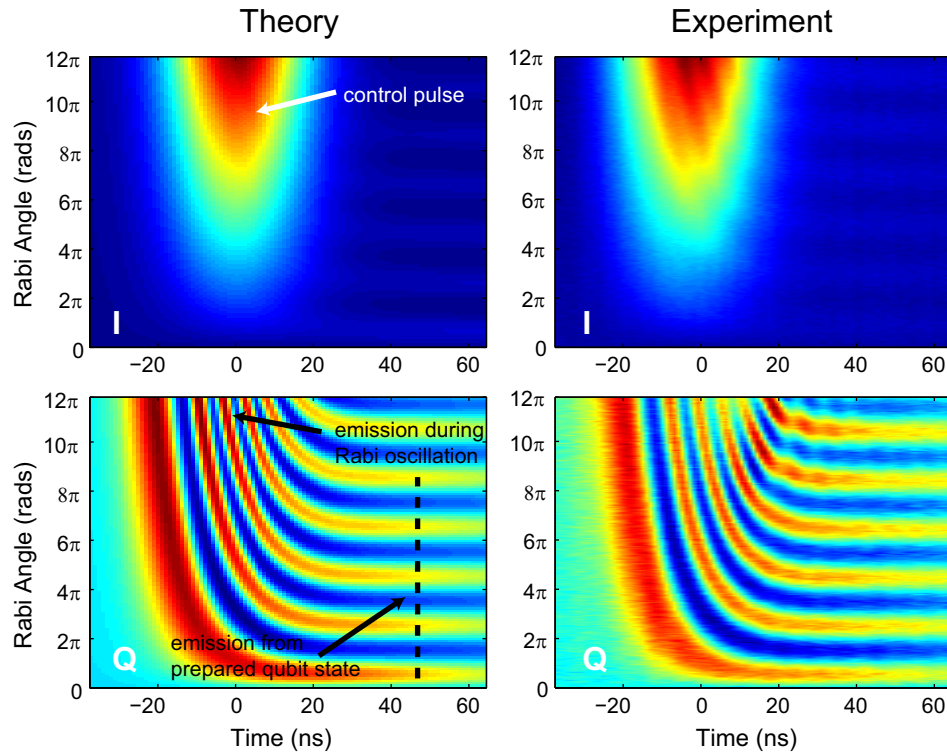 Theory
Experiment
Rabi Angle (rads)
12π
10π
8π
6π
4π
2π
0
control pulse
I
−20
0
20
40
60
12π
10π
8π
6π
4π
2π
0
I
−20
0
20
40
60
Rabi Angle (rads)
12π
10π
8π
6π
4π
2π
0
emission during
Rabi oscillation
emission from
prepared qubit state
Q
−20
0
20
40
60
Time (ns)
12π
10π
8π
6π
4π
2π
0
Q
−20
0
20
40
60
Time (ns)